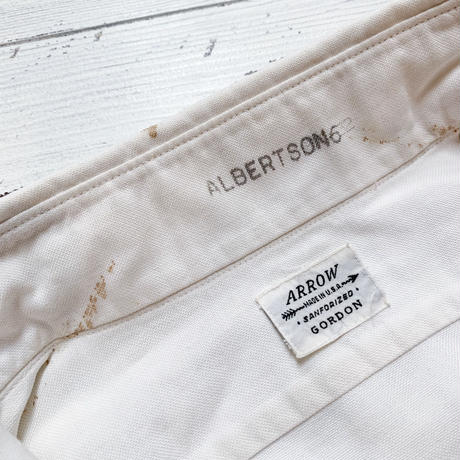 ALBERTSON6
ARROW
MADE IN U.S.A.
• SANFORIZED •
GORDON